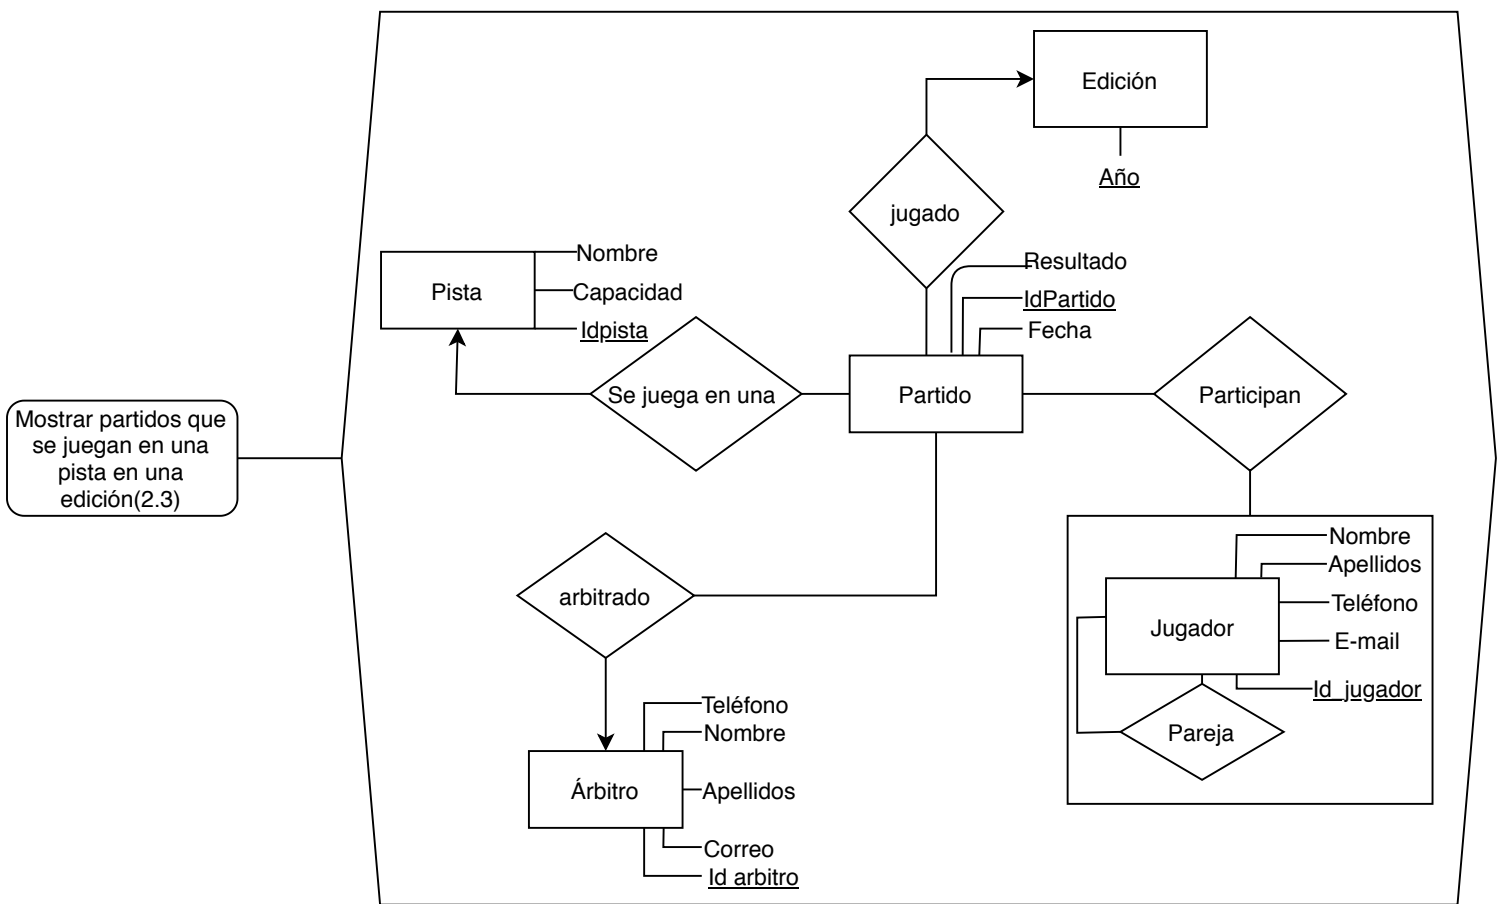 Edición
Año
jugado
Nombre
Pista
Capacidad
Idpista
Resultado
IdPartido
Fecha
Se juega en una
Partido
Participan
Mostrar partidos que
se juegan en una
pista en una
edición(2.3)
Nombre
Apellidos
Teléfono
Jugador
E-mail
Id_jugador
Pareja
arbitrado
Teléfono
Nombre
Árbitro
Apellidos
Correo
Id arbitro